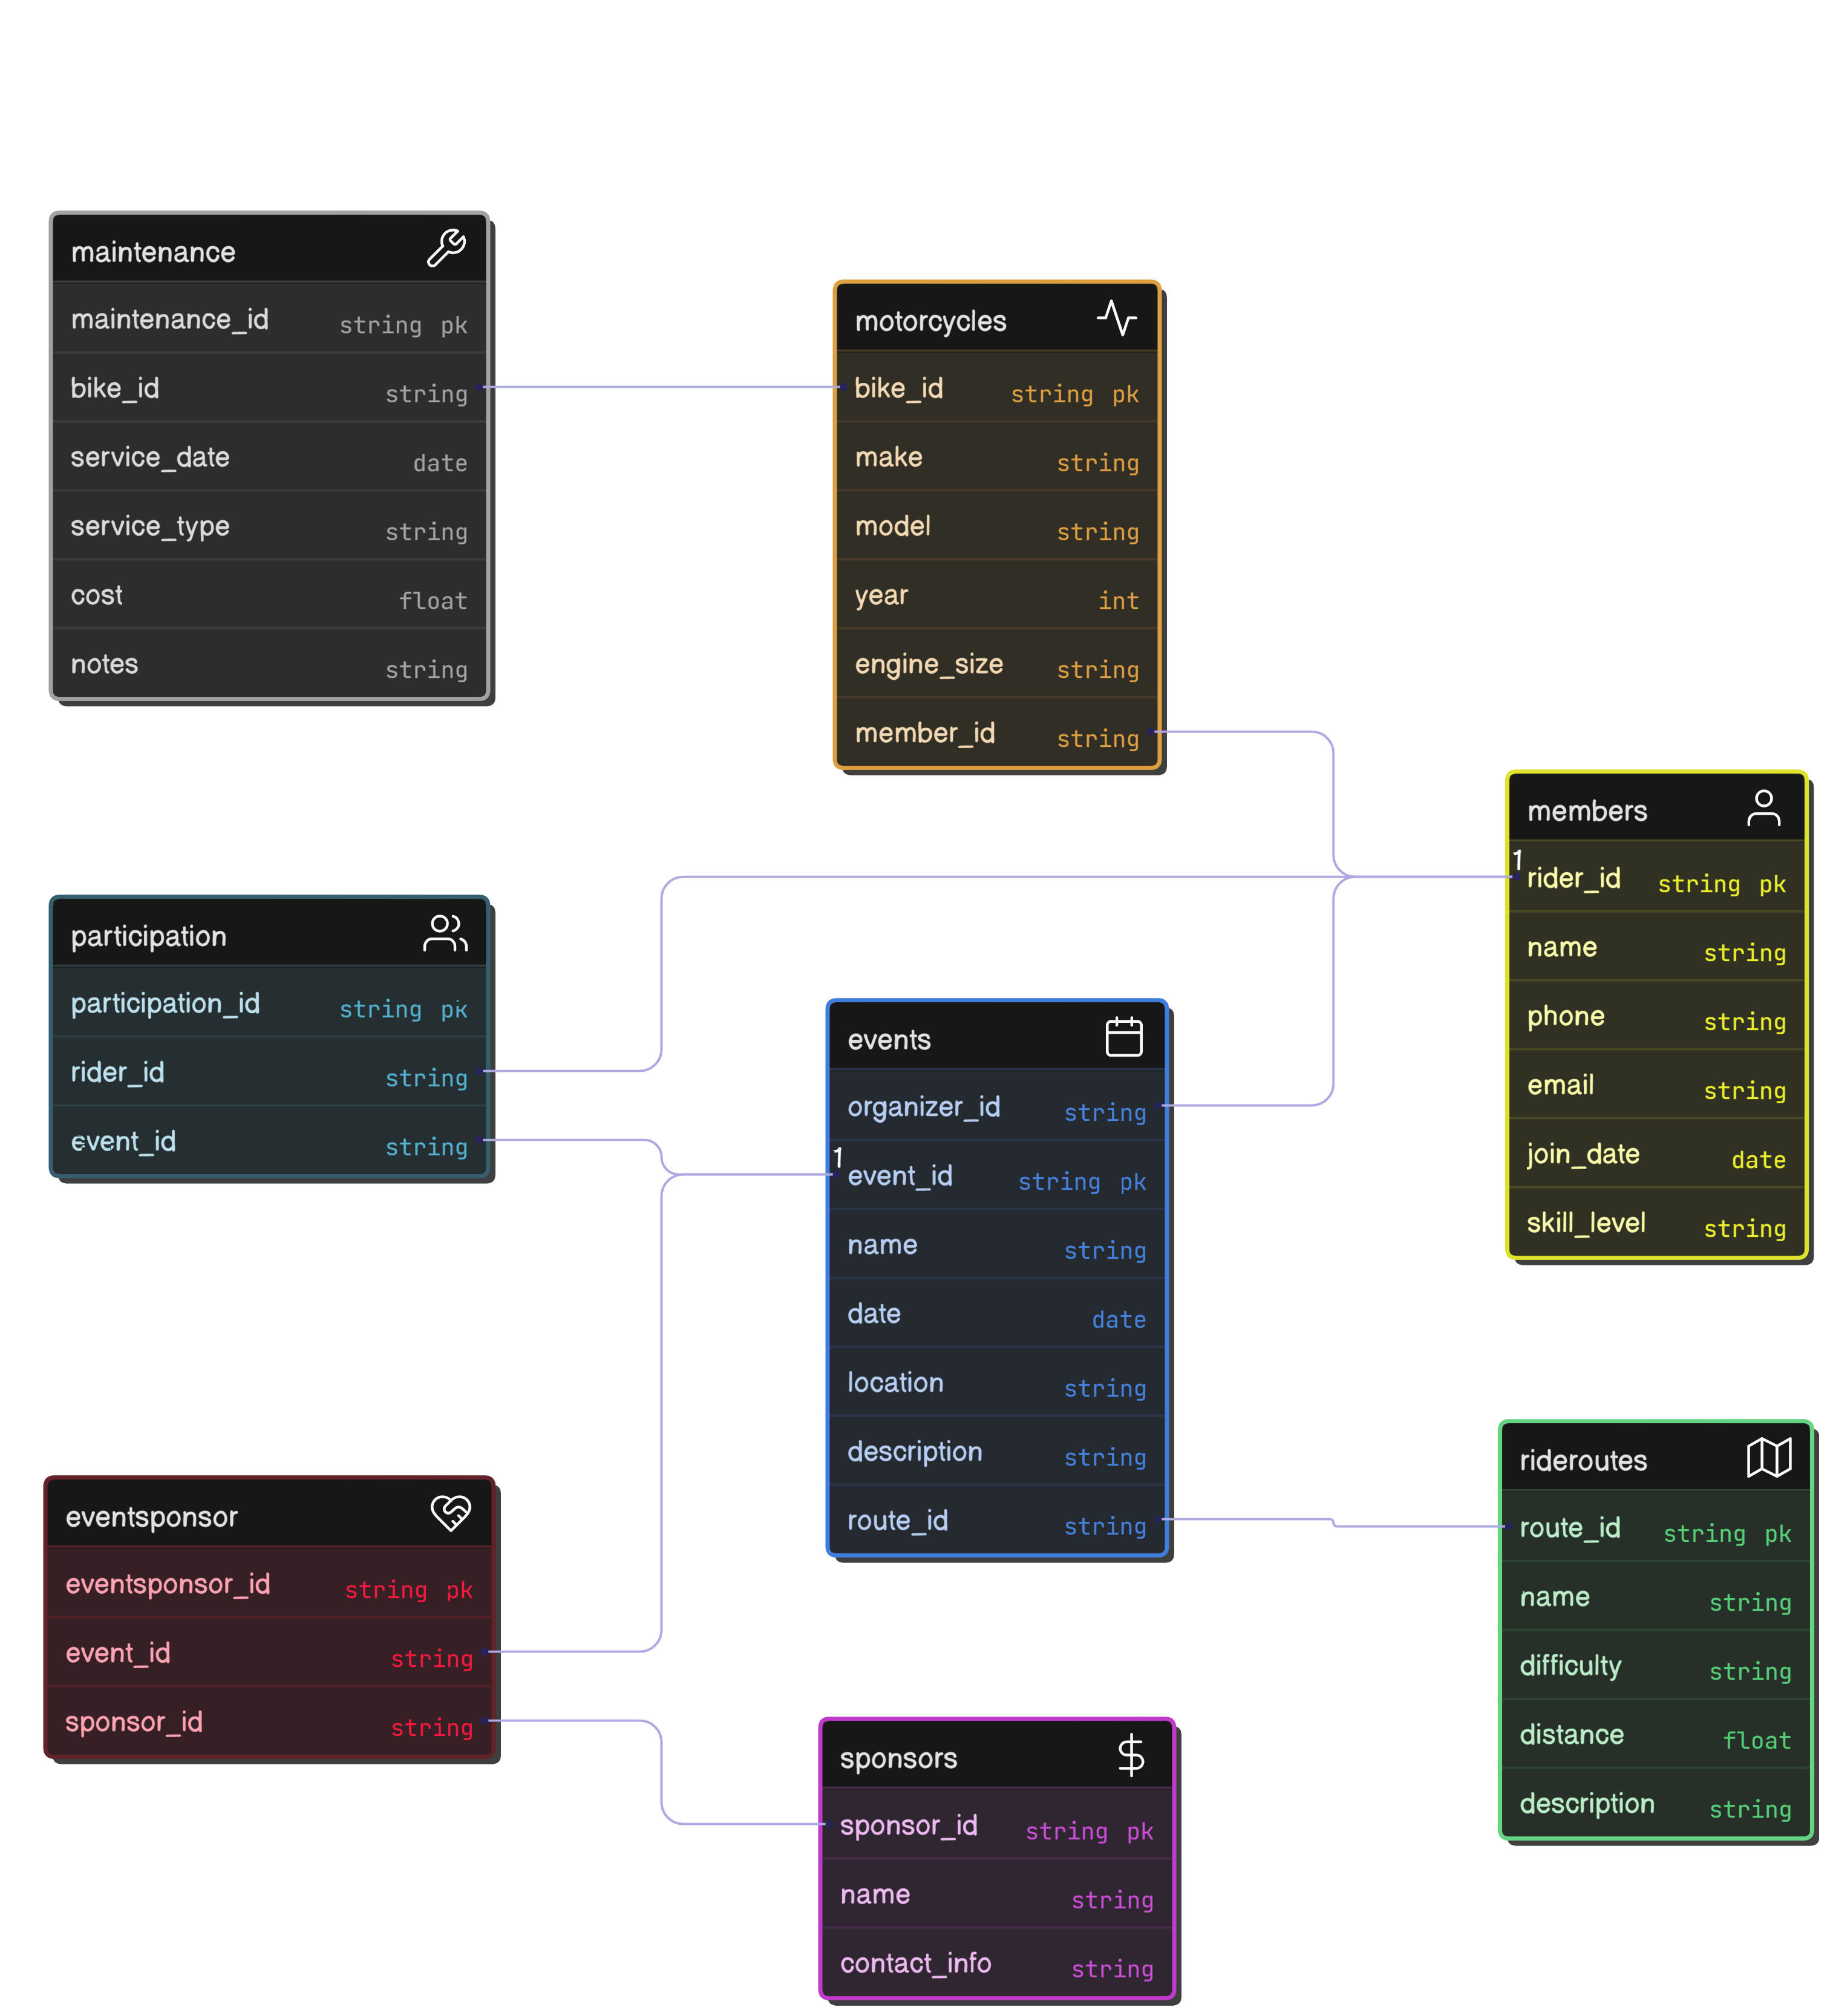 maintenance
maintenance_id string pk
bike_id string
service_date date
service_type string
cost float
notes string
motorcycles
bike_id string pk
make string
model string
year int
engine_size string
member_id string
members
1
rider_id string pk
name string
phone string
email string
join_date date
skill_level string
participation
participation_id string pk
rider_id string
event_id string
events
organizer_id string
1
event_id string pk
name string
date date
location string
description string
route_id string
rideroutes
route_id string pk
name string
difficulty string
distance float
description string
eventsponsor
eventsponsor_id string pk
event_id string
sponsor_id string
sponsors
sponsor_id string pk
name string
contact_info string